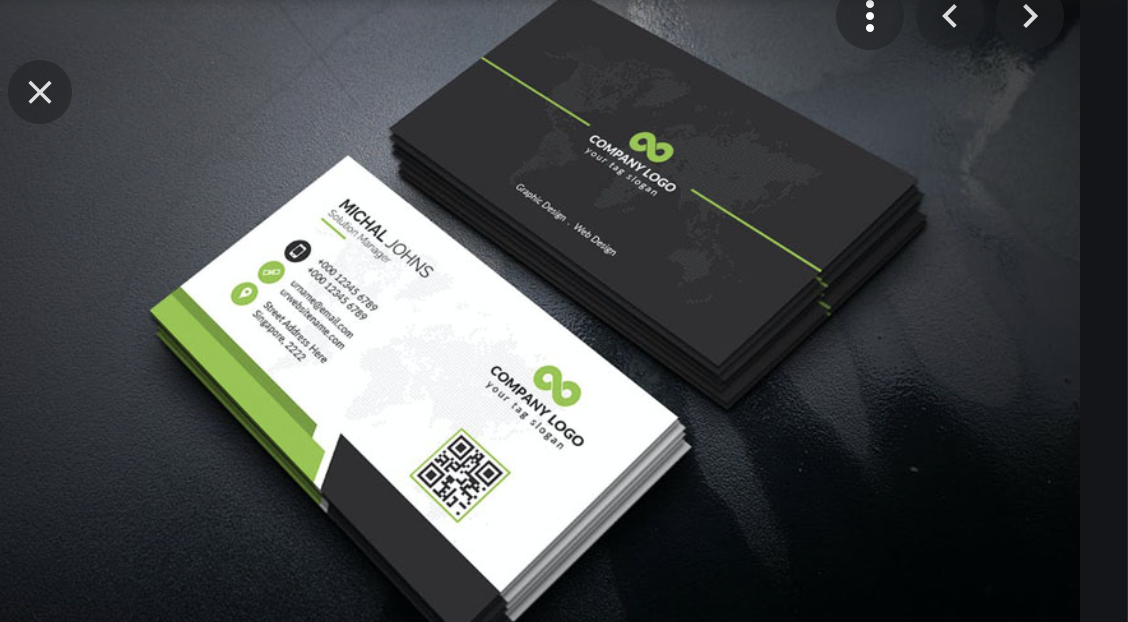 COMPANY LOGO
your tag slogan
Graphic Design . Web Design
MICHAL JOHNS
Solution Manager
+000 12345 6789
+000 12345 6789
urname@email.com
urwebsitename.com
Street Address Here
Singapore, 2222
COMPANY LOGO
your tag slogan